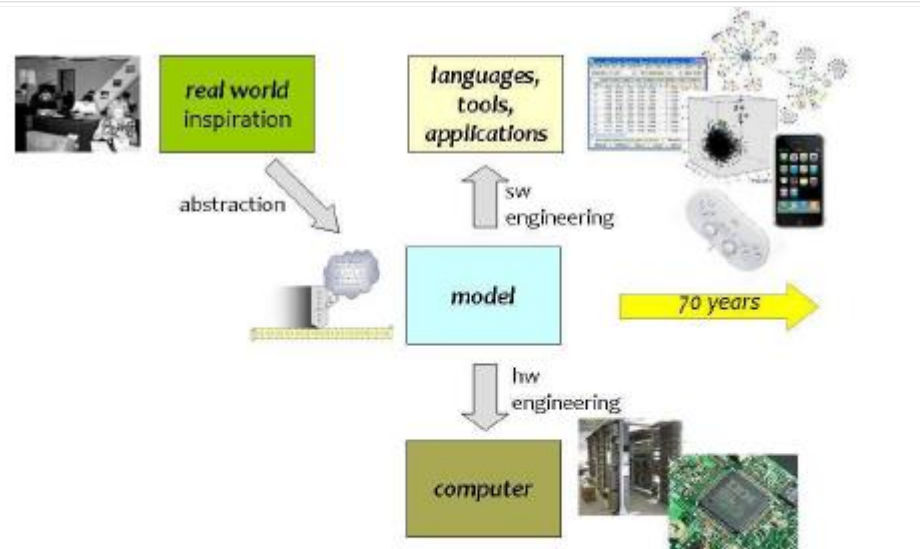 real world
inspiration
languages,
tools,
applications
abstraction
sw
engineering
model
70 years
hw
engineering
computer